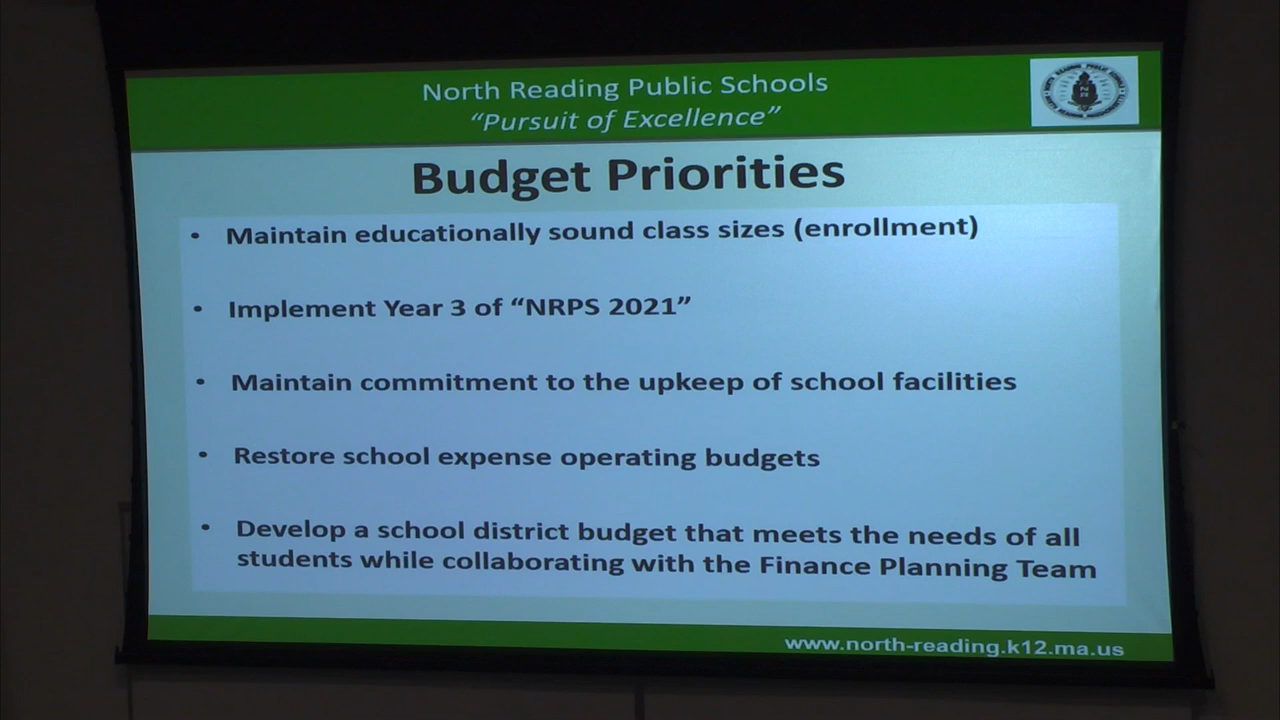 North Reading Public Schools
“Pursuit of Excellence”
Budget Priorities
• Maintain educationally sound class sizes (enrollment)
• Implement Year 3 of “NRPS 2021”
• Maintain commitment to the upkeep of school facilities
• Restore school expense operating budgets
• Develop a school district budget that meets the needs of all
students while collaborating with the Finance Planning Team
www.north-reading.k12.ma.us